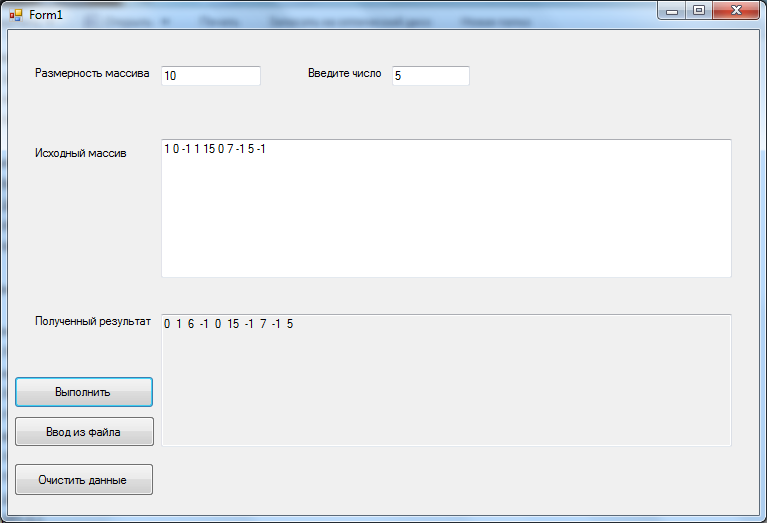 Form1
Размерность массива 10 Введите число 5
Исходный массив 1 0 -1 1 15 0 7 -1 5 -1
Полученный результат 0 1 6 -1 0 15 -1 7 -1 5
Выполнить
Ввод из файла
Очистить данные